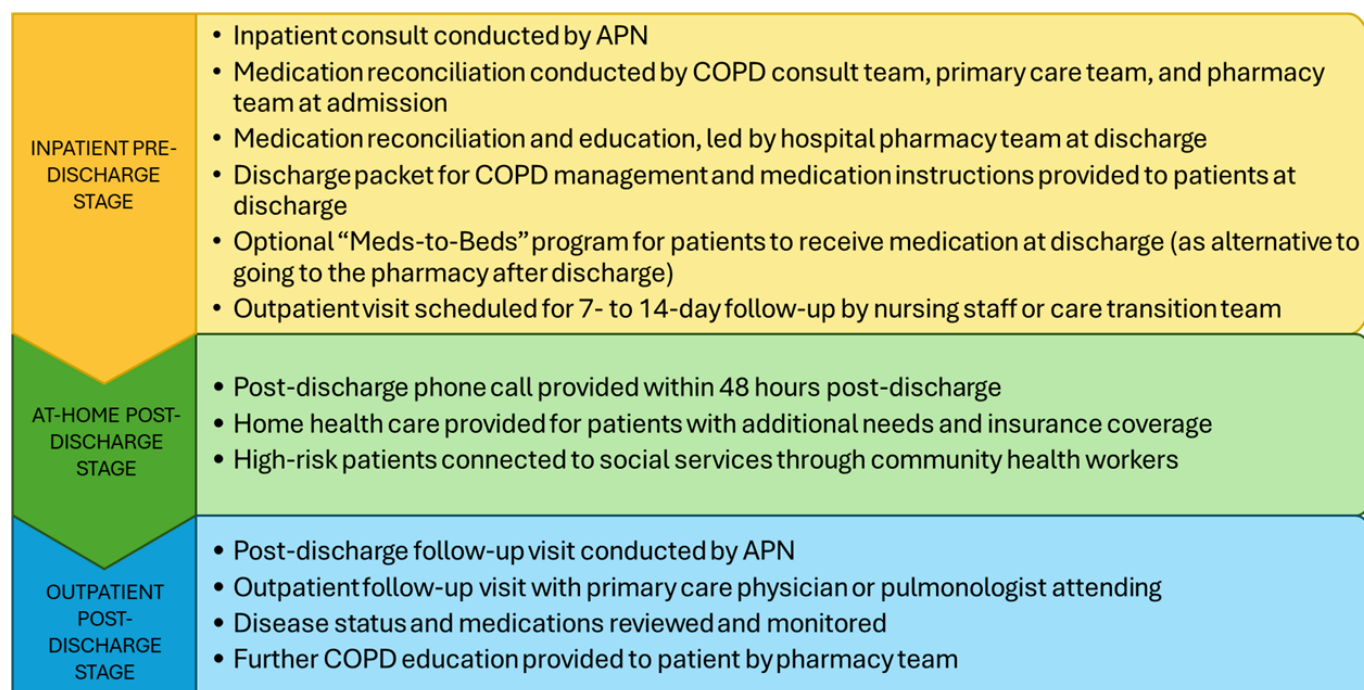 INPATIENT PRE-
DISCHARGE
STAGE
• Inpatient consult conducted by APN
• Medication reconciliation conducted by COPD consult team, primary care team, and pharmacy
team at admission
• Medication reconciliation and education, led by hospital pharmacy team at discharge
• Discharge packet for COPD management and medication instructions provided to patients at
discharge
• Optional “Meds-to-Beds” program for patients to receive medication at discharge (as alternative to
going to the pharmacy after discharge)
• Outpatient visit scheduled for 7- to 14-day follow-up by nursing staff or care transition team
AT-HOME POST-
DISCHARGE
STAGE
• Post-discharge phone call provided within 48 hours post-discharge
• Home health care provided for patients with additional needs and insurance coverage
• High-risk patients connected to social services through community health workers
OUTPATIENT
POST-
DISCHARGE
STAGE
• Post-discharge follow-up visit conducted by APN
• Outpatient follow-up visit with primary care physician or pulmonologist attending
• Disease status and medications reviewed and monitored
• Further COPD education provided to patient by pharmacy team